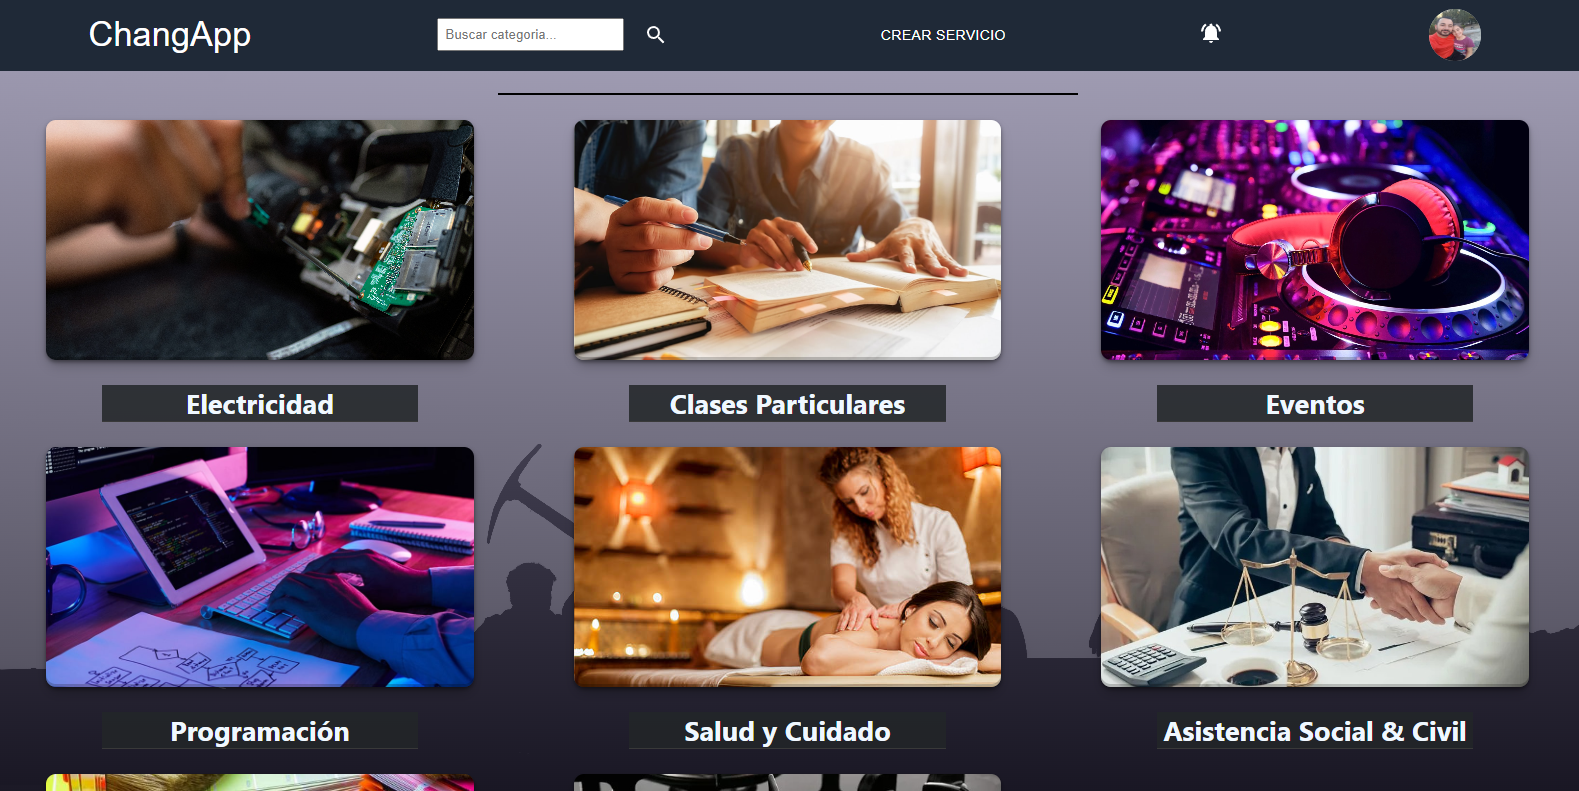 ChangApp
Buscar categoria...
CREAR SERVICIO
Electricidad
Clases Particulares
Eventos
Programación
Salud y Cuidado
Asistencia Social & Civil